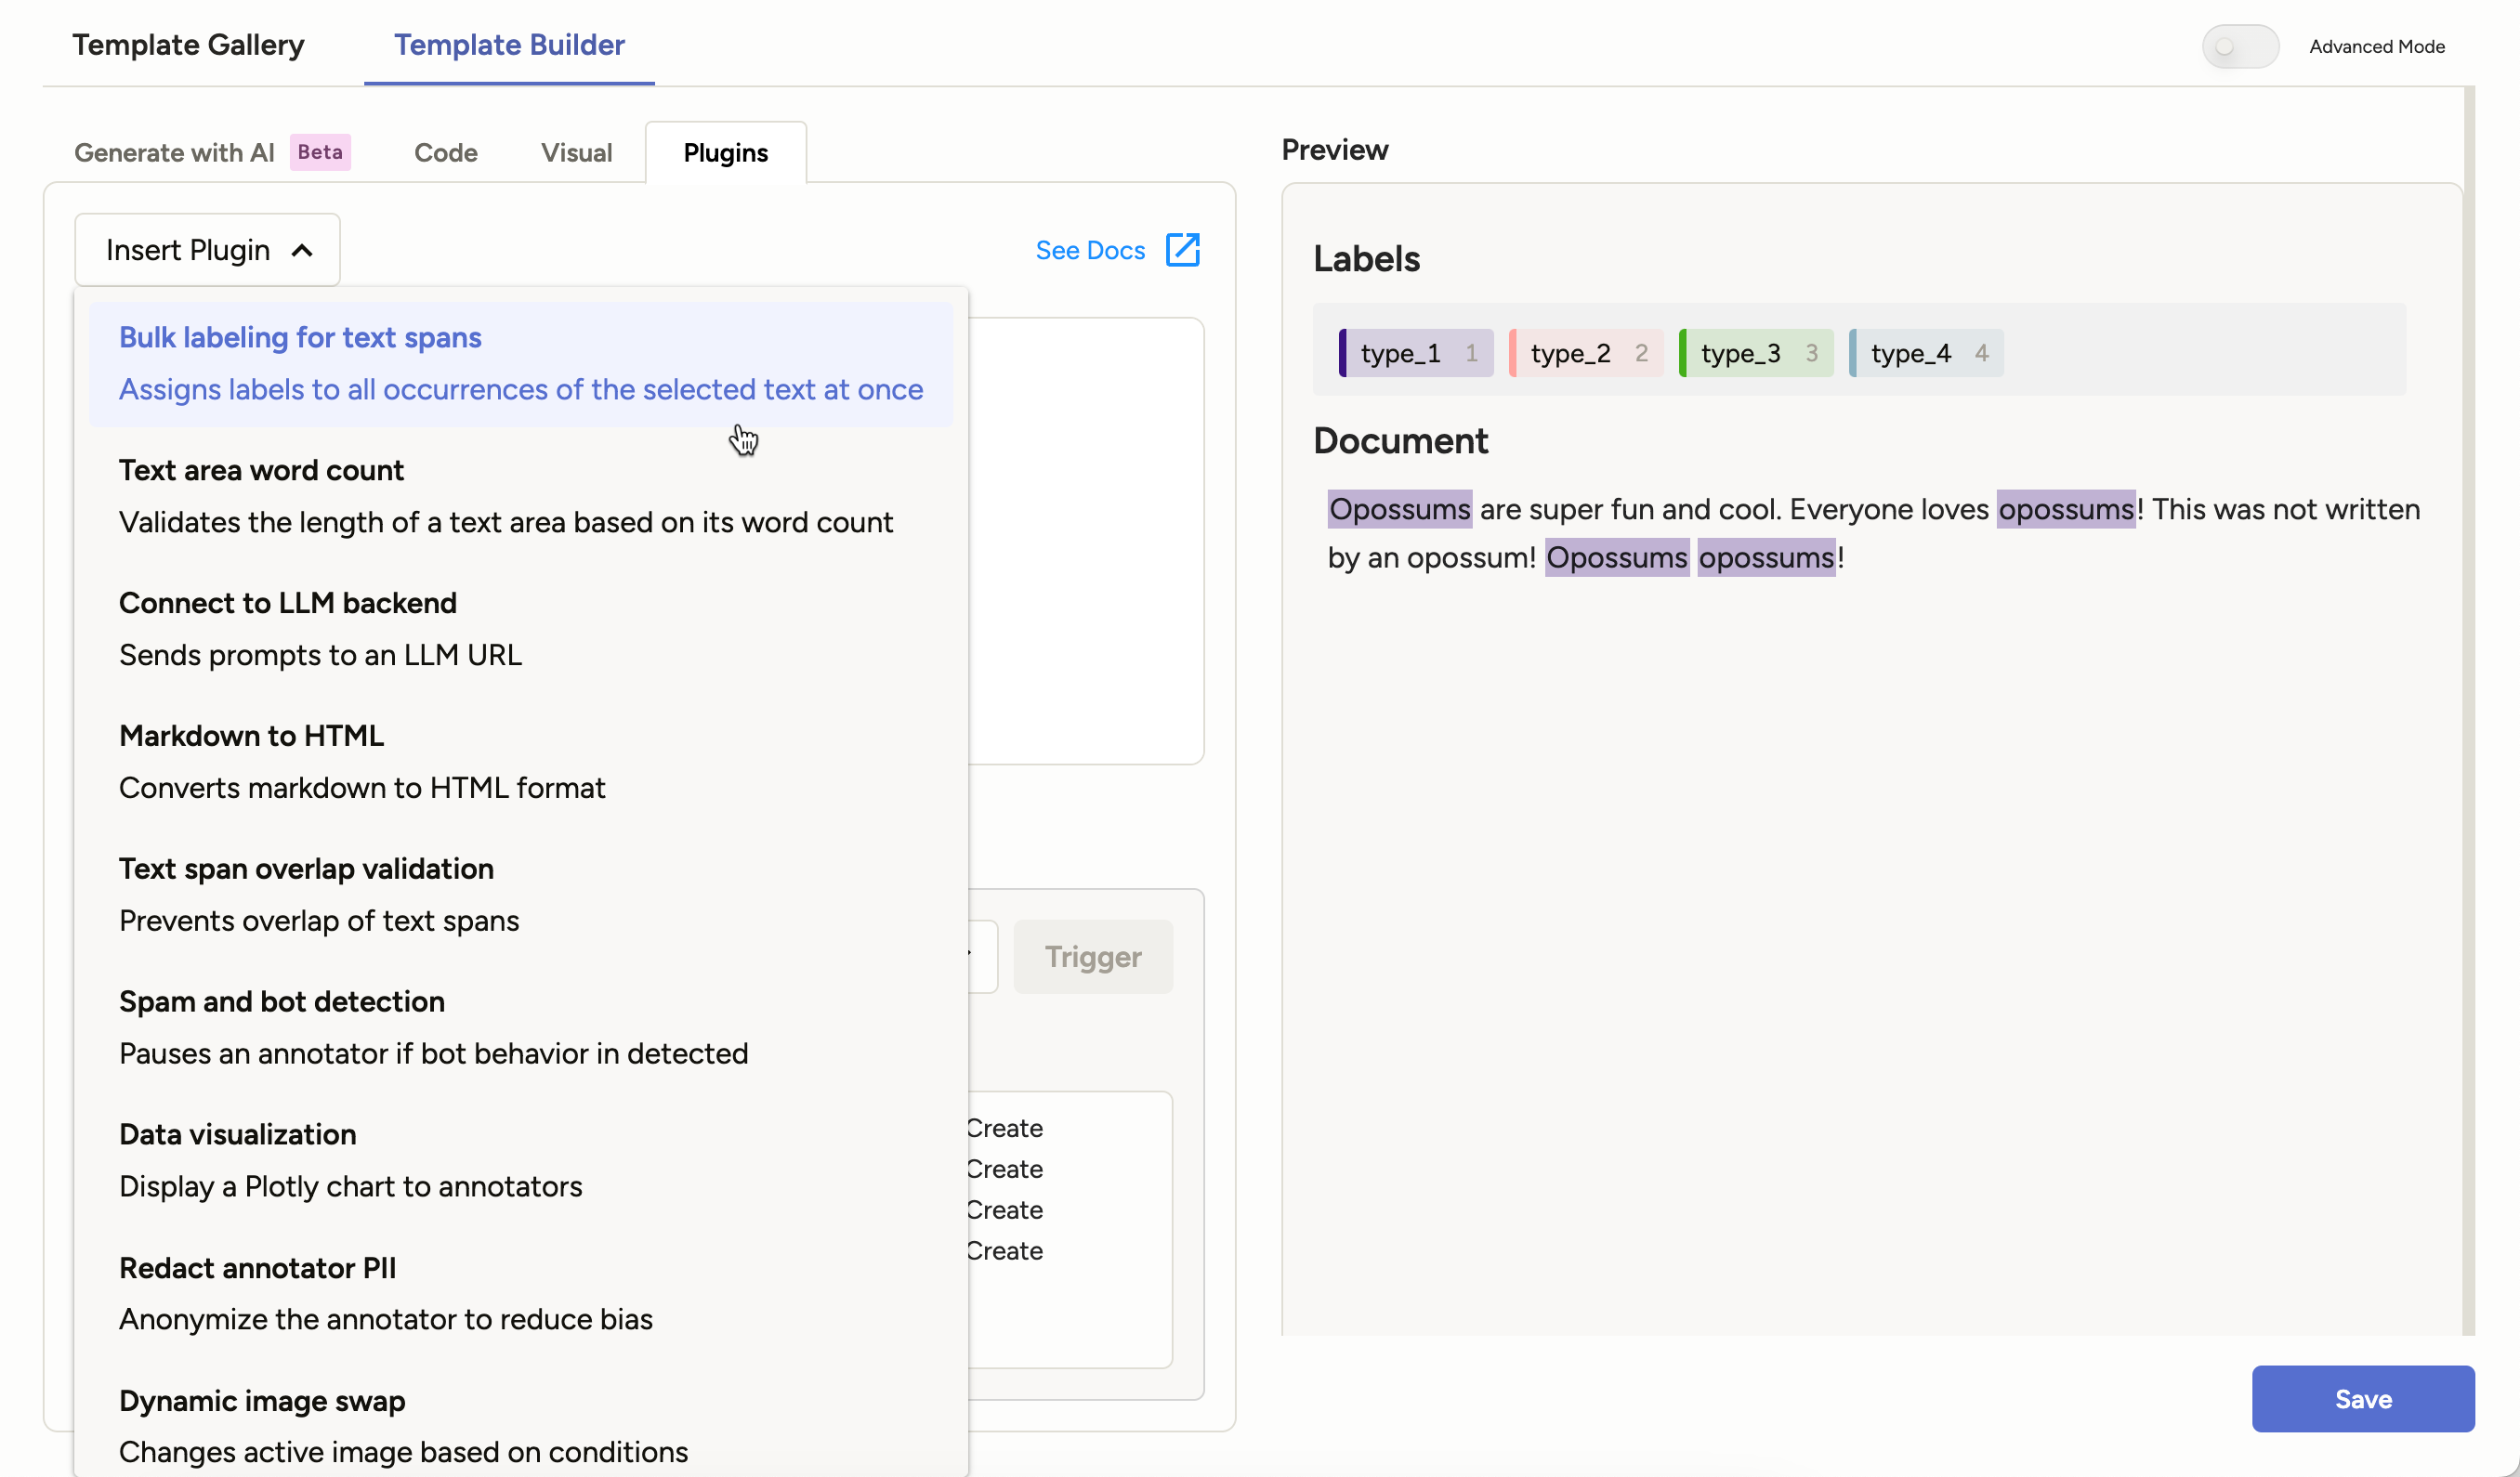 Template Gallery
Template Builder
Advanced Mode
Generate with AI Beta
Code
Visual
Plugins
Insert Plugin
See Docs
Bulk labeling for text spans
Assigns labels to all occurrences of the selected text at once
Text area word count
Validates the length of a text area based on its word count
Connect to LLM backend
Sends prompts to an LLM URL
Markdown to HTML
Converts markdown to HTML format
Text span overlap validation
Prevents overlap of text spans
Spam and bot detection
Pauses an annotator if bot behavior in detected
Data visualization
Display a Plotly chart to annotators
Redact annotator PII
Anonymize the annotator to reduce bias
Dynamic image swap
Changes active image based on conditions
Trigger
Create
Create
Create
Create
Preview
Labels
type_1 1 type_2 2 type_3 3 type_4 4
Document
Opossums are super fun and cool. Everyone loves opossums! This was not written
by an opossum! Opossums opossums!
Save